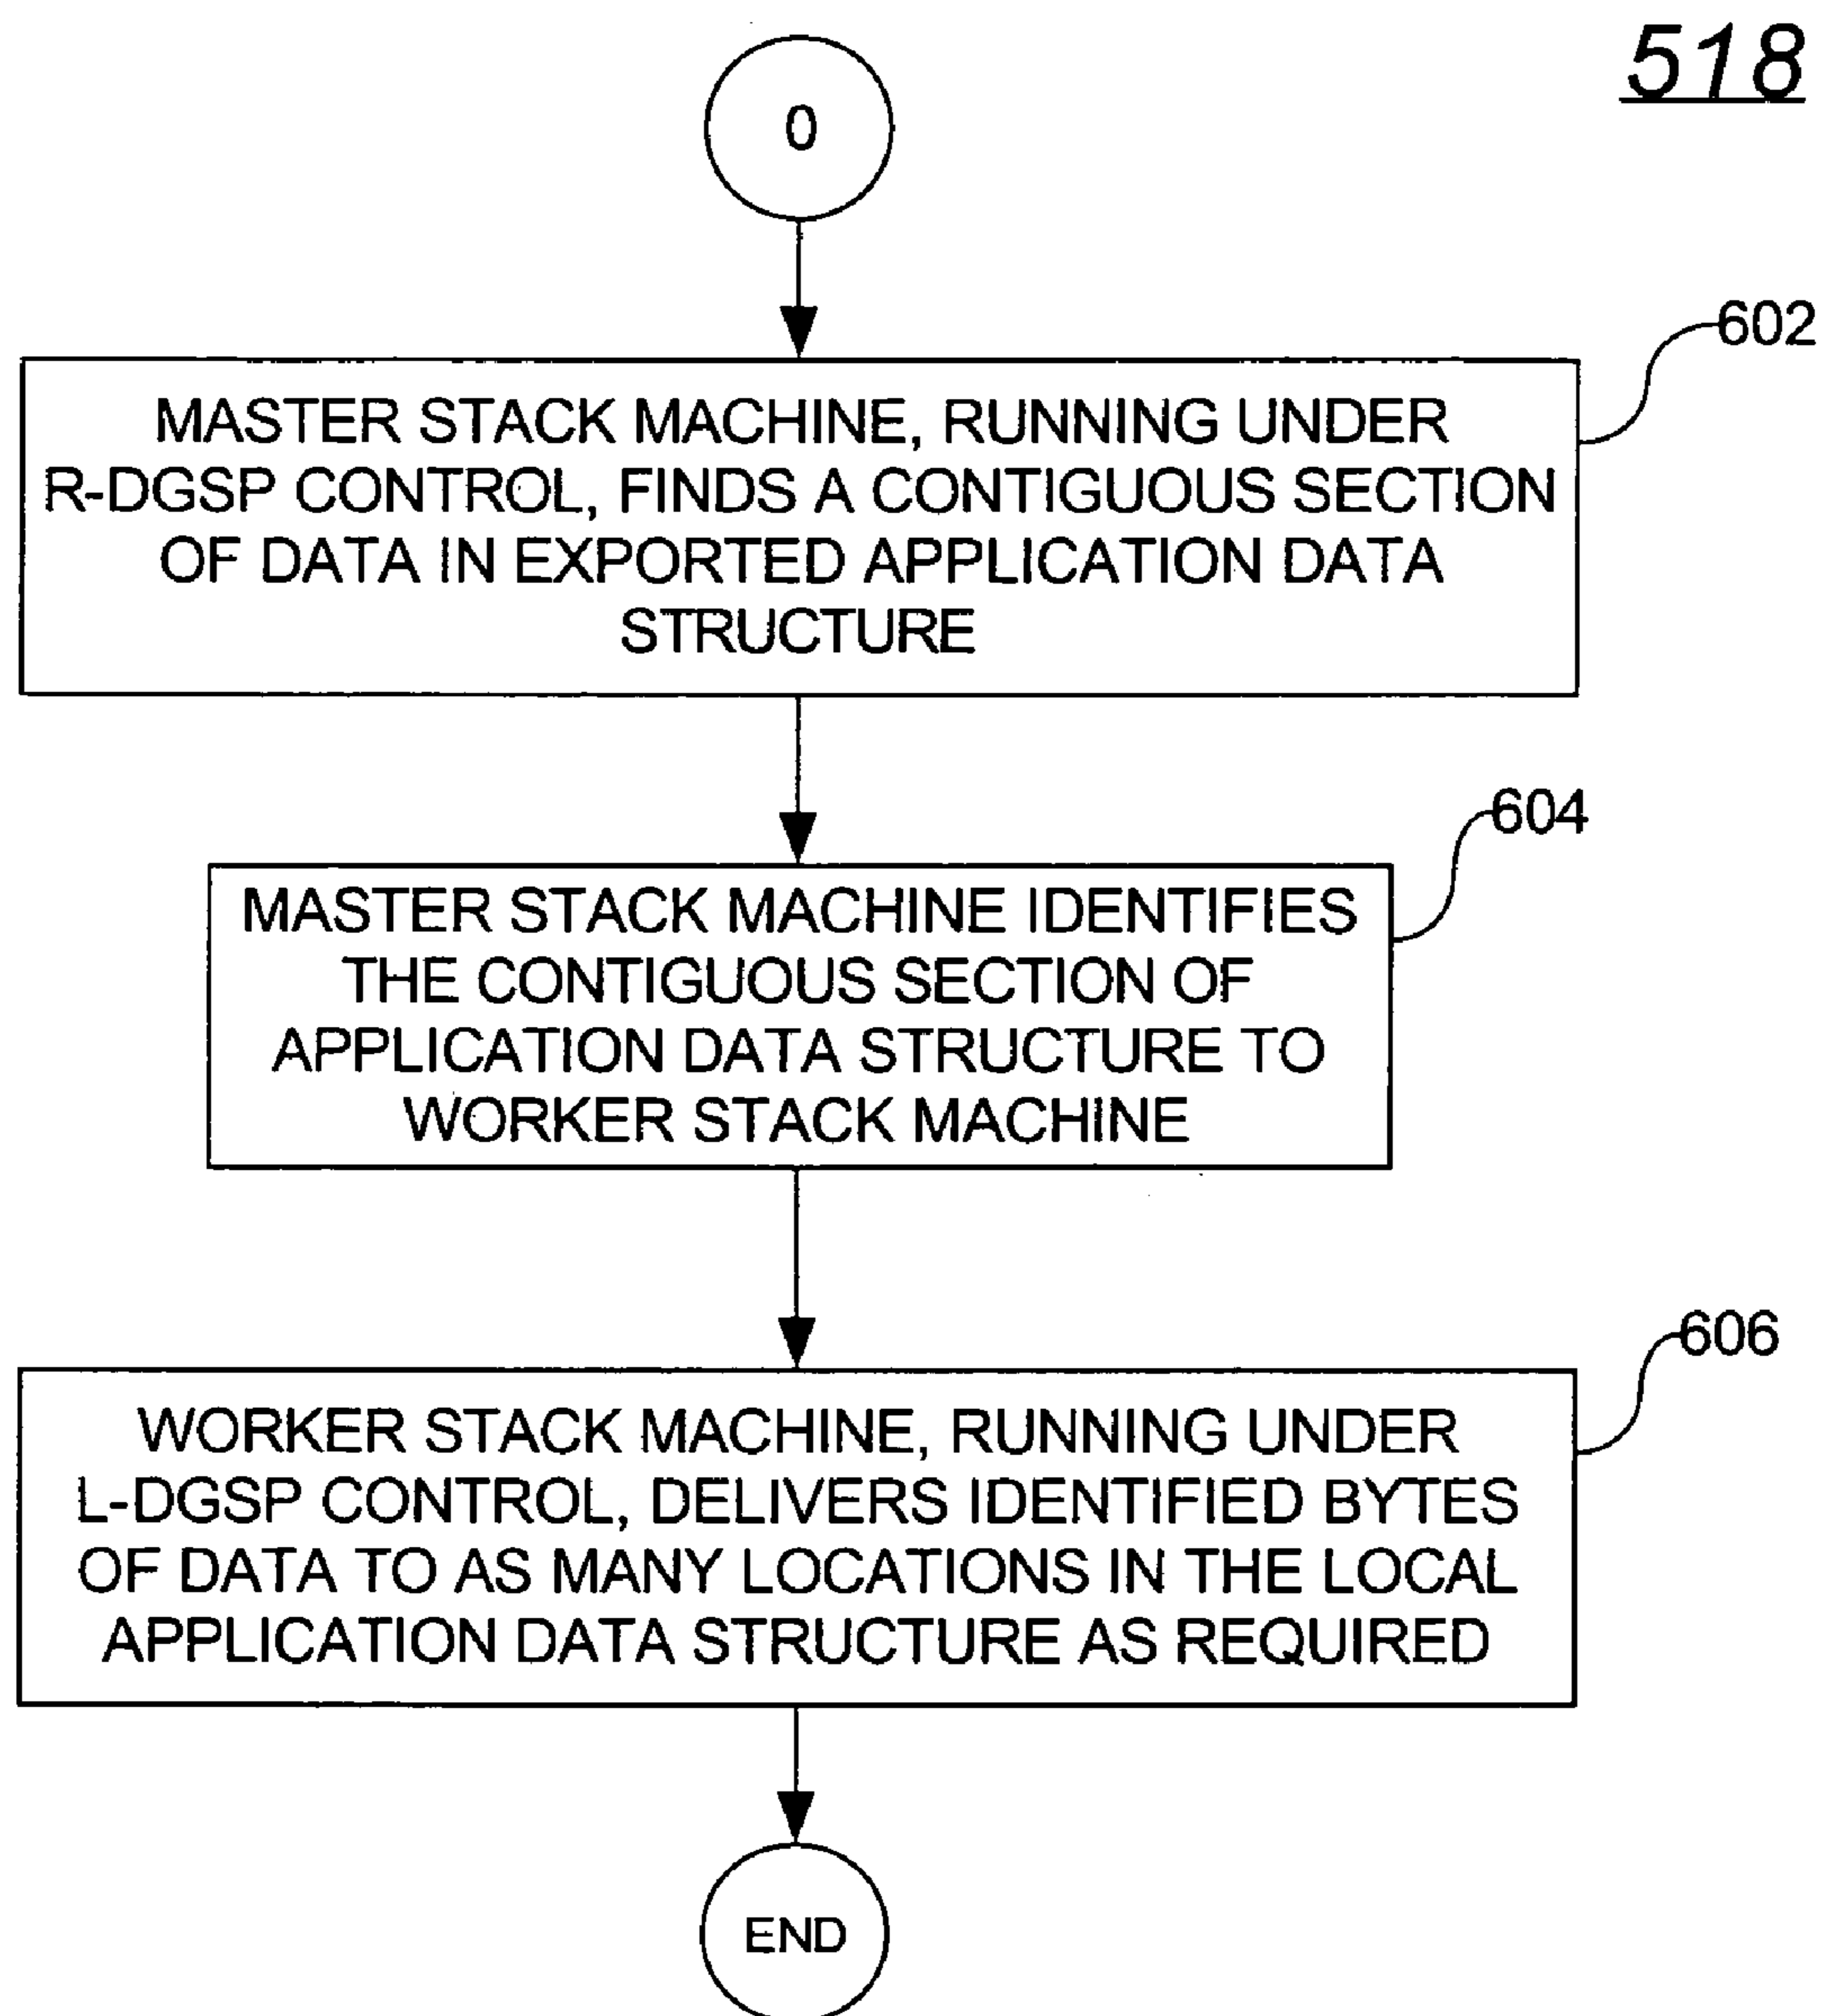 518
0
602
MASTER STACK MACHINE, RUNNING UNDER
R-DGSP CONTROL, FINDS A CONTIGUOUS SECTION
OF DATA IN EXPORTED APPLICATION DATA
STRUCTURE
604
MASTER STACK MACHINE IDENTIFIES
THE CONTIGUOUS SECTION OF
APPLICATION DATA STRUCTURE TO
WORKER STACK MACHINE
606
WORKER STACK MACHINE, RUNNING UNDER
L-DGSP CONTROL, DELIVERS IDENTIFIED BYTES
OF DATA TO AS MANY LOCATIONS IN THE LOCAL
APPLICATION DATA STRUCTURE AS REQUIRED
END